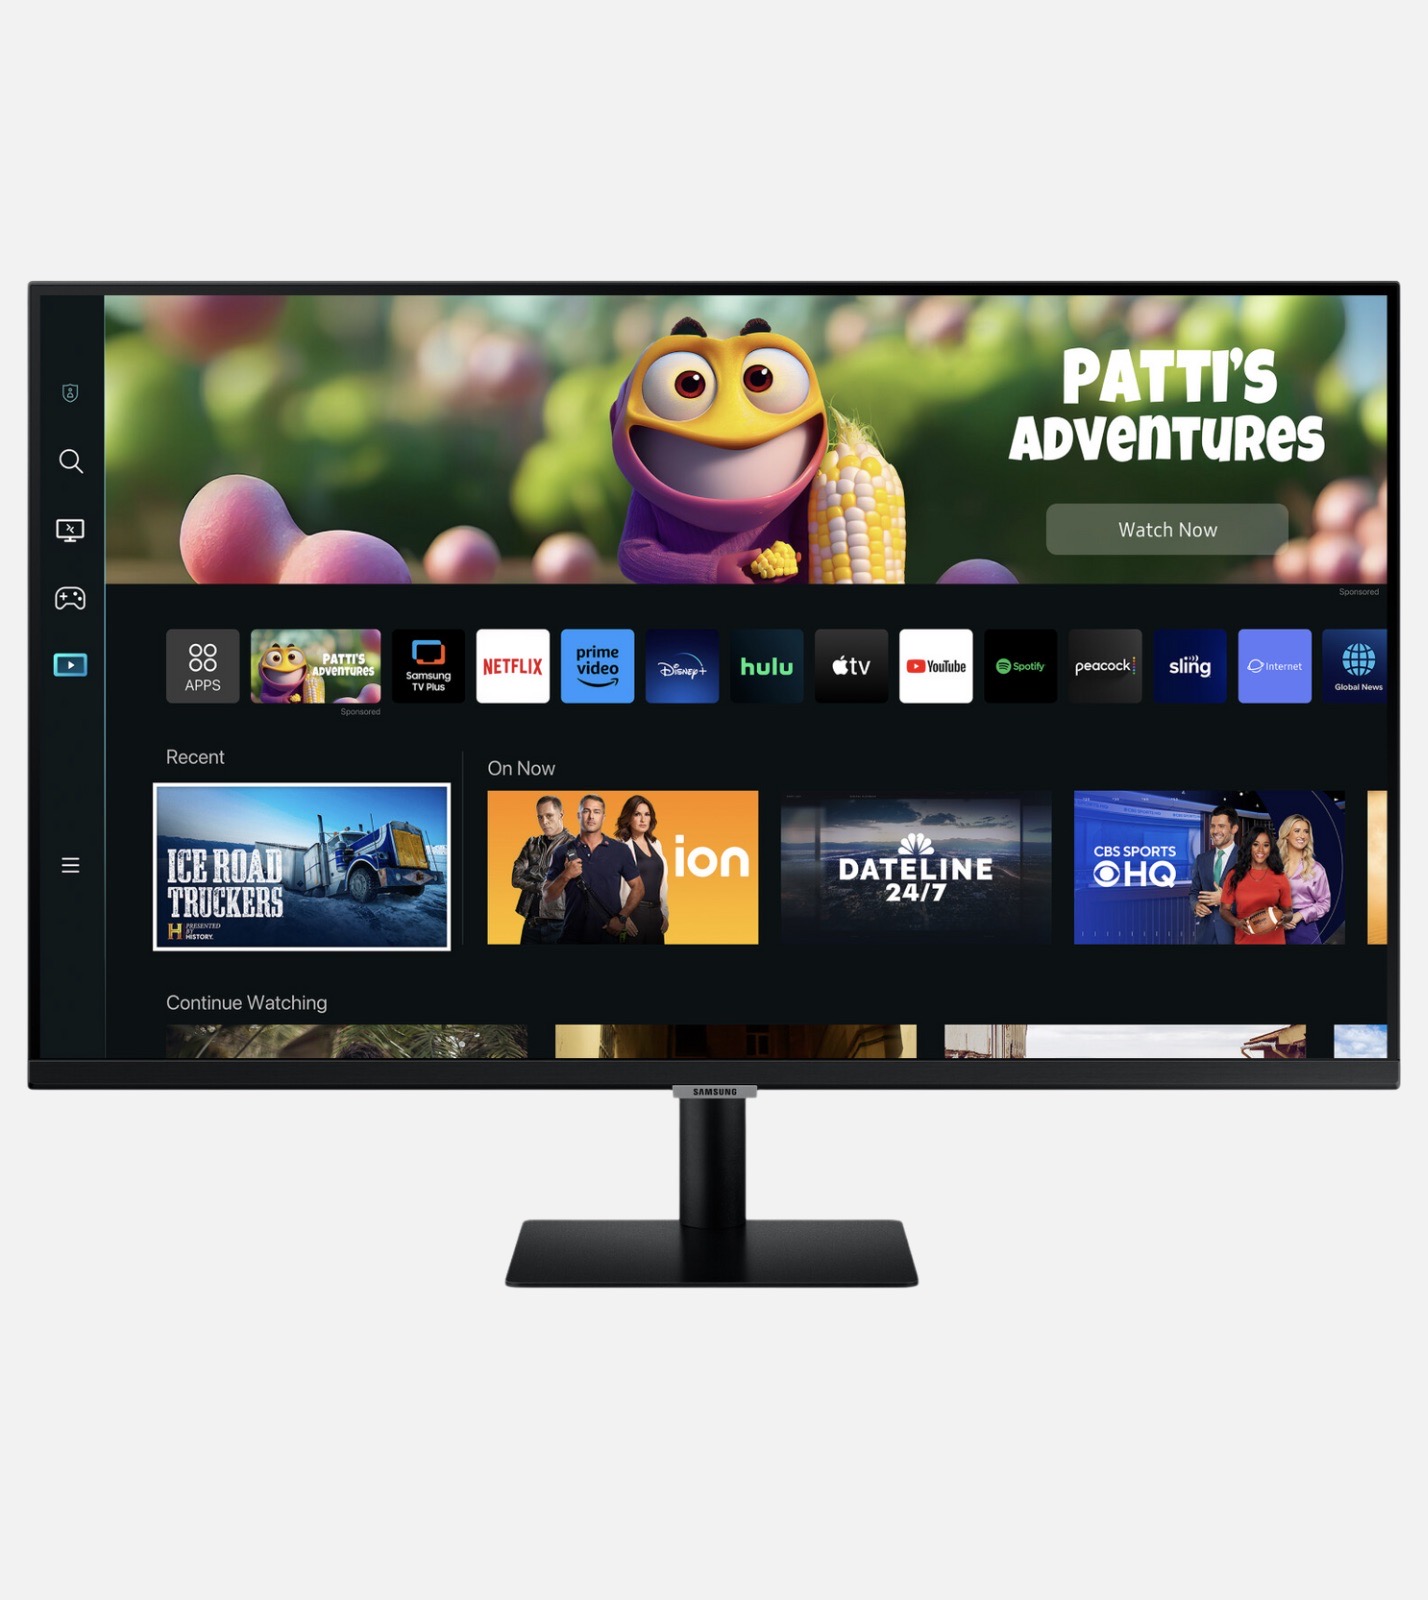 PATTI'S
ADVENTURES
Watch Now
Sponsored
APPS
PATTI'S
ADVENTURES
Sponsored
Samsung
TV Plus
NETFLIX
prime
video
Disney+
hulu
tv
YouTube
Spotify
peacock
sling
Internet
Global News
Recent
ICE ROAD
TRUCKERS
H PRESENTED
BY
HISTORY.
On Now
ion
DATELINE
24/7
CBS SPORTS
HQ
Continue Watching
SAMSUNG